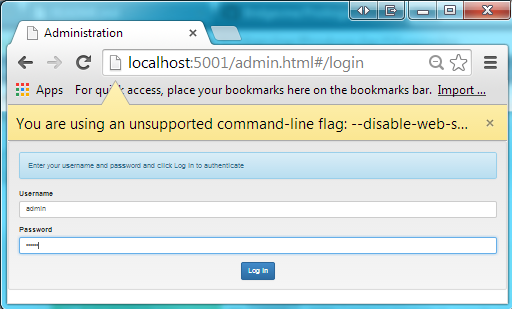 Administration
localhost:5001/admin.html#/login
Apps For quick access, place your bookmarks here on the bookmarks bar. Import ...
You are using an unsupported command-line flag: --disable-web-s...
Enter your username and password and click Log In to authenticate
Username
admin
Password
•••••
Log In